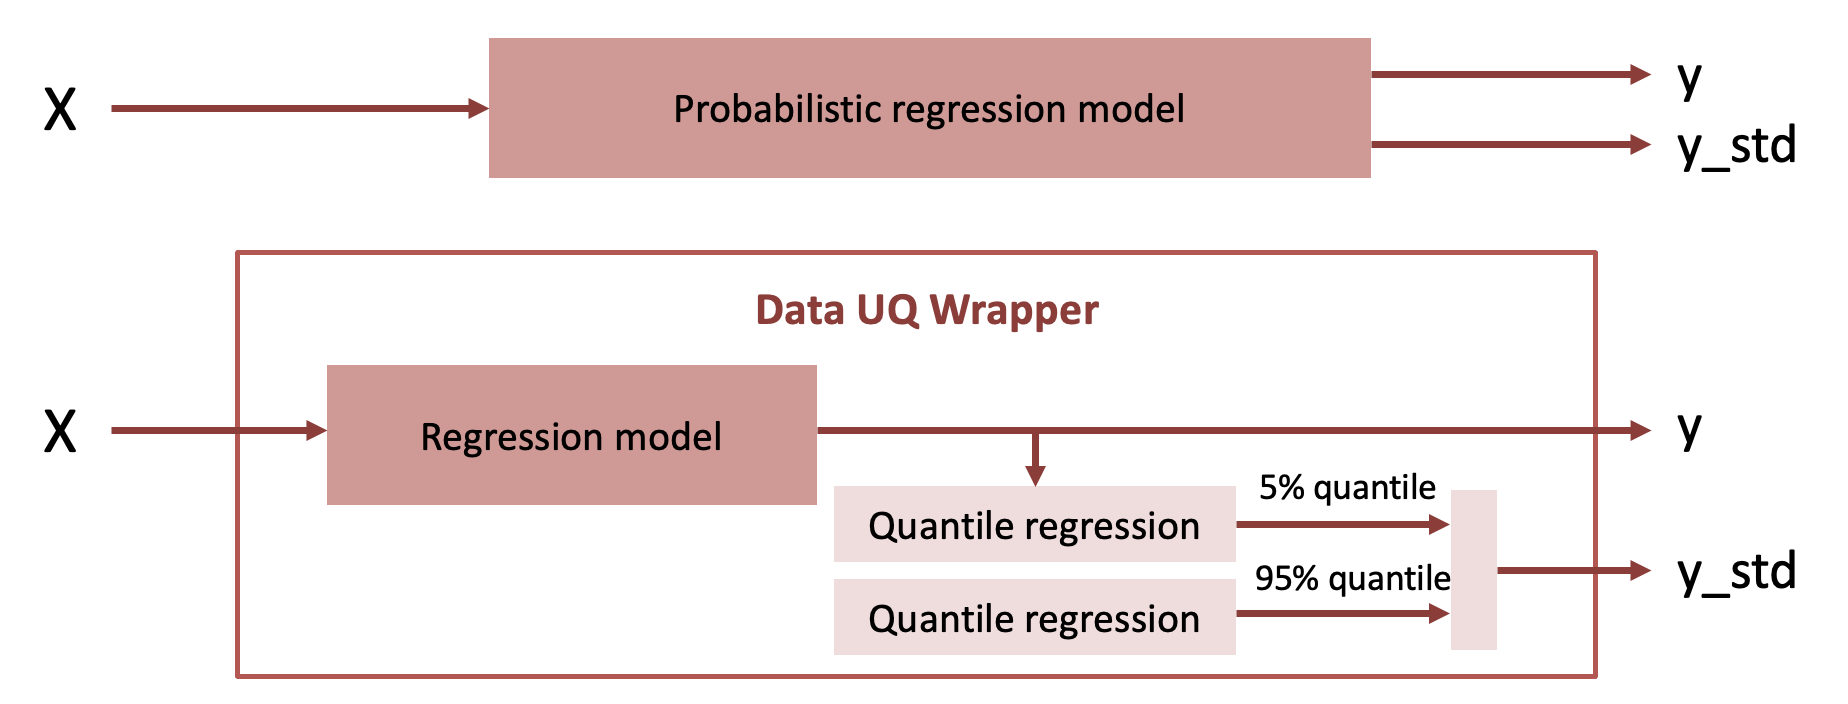 X
Probabilistic regression model
y
y_std
Data UQ Wrapper
X
Regression model
y
5% quantile
Quantile regression
95% quantile
y_std
Quantile regression